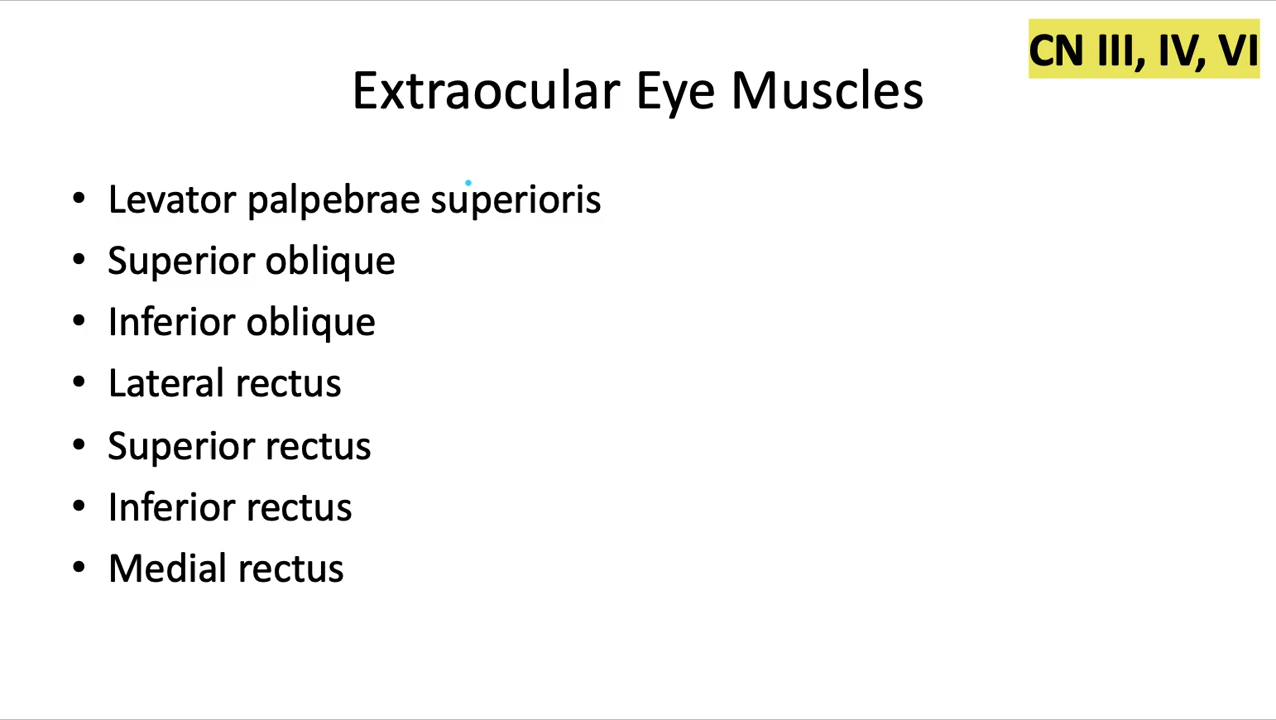 CN III, IV, VI
Extraocular Eye Muscles
• Levator palpebrae superioris
• Superior oblique
• Inferior oblique
• Lateral rectus
• Superior rectus
• Inferior rectus
• Medial rectus